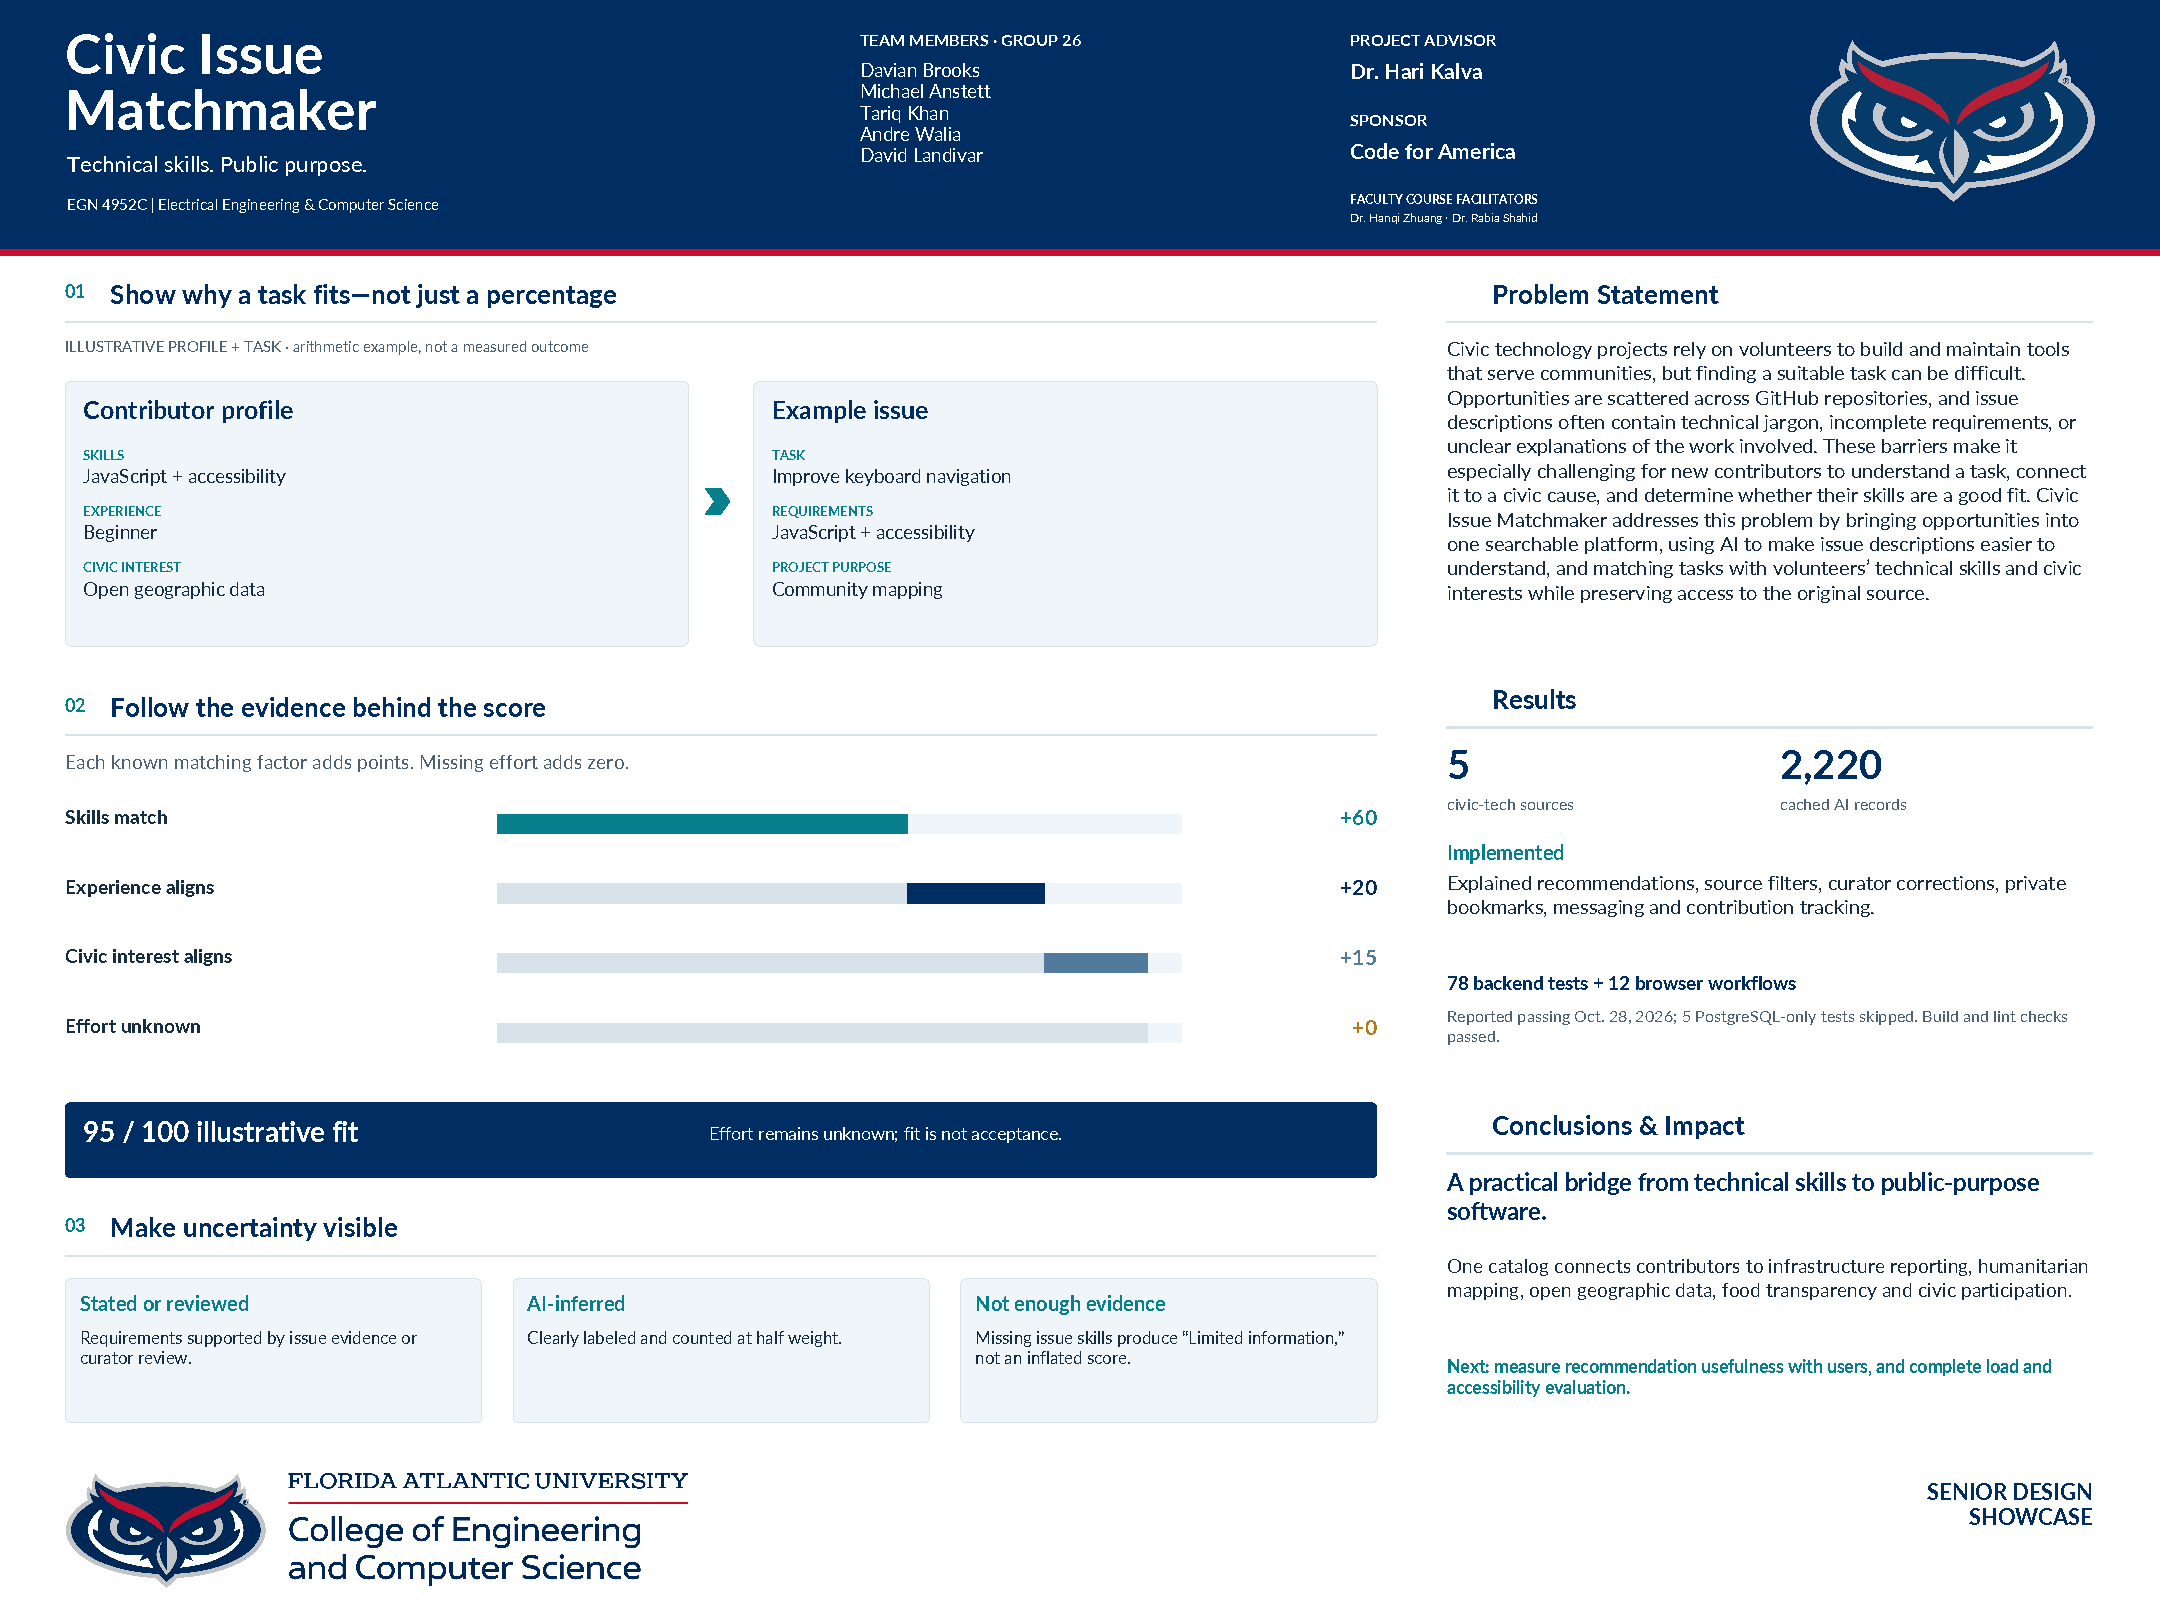 Civic Issue
Matchmaker
Technical skills. Public purpose.
EGN 4952C | Electrical Engineering & Computer Science
TEAM MEMBERS · GROUP 26
Davian Brooks
Michael Anstett
Tariq Khan
Andre Walia
David Landivar
PROJECT ADVISOR
Dr. Hari Kalva
SPONSOR
Code for America
FACULTY COURSE FACILITATORS
Dr. Hanqi Zhuang · Dr. Rabia Shahid
01 Show why a task fits—not just a percentage
ILLUSTRATIVE PROFILE + TASK · arithmetic example, not a measured outcome
Contributor profile
SKILLS
JavaScript + accessibility
EXPERIENCE
Beginner
CIVIC INTEREST
Open geographic data
Example issue
TASK
Improve keyboard navigation
REQUIREMENTS
JavaScript + accessibility
PROJECT PURPOSE
Community mapping
02 Follow the evidence behind the score
Each known matching factor adds points. Missing effort adds zero.
Skills match +60
Experience aligns +20
Civic interest aligns +15
Effort unknown +0
95 / 100 illustrative fit
Effort remains unknown; fit is not acceptance.
03 Make uncertainty visible
Stated or reviewed
Requirements supported by issue evidence or
curator review.
AI-inferred
Clearly labeled and counted at half weight.
Not enough evidence
Missing issue skills produce “Limited information,”
not an inflated score.
Problem Statement
Civic technology projects rely on volunteers to build and maintain tools
that serve communities, but finding a suitable task can be difficult.
Opportunities are scattered across GitHub repositories, and issue
descriptions often contain technical jargon, incomplete requirements, or
unclear explanations of the work involved. These barriers make it
especially challenging for new contributors to understand a task, connect
it to a civic cause, and determine whether their skills are a good fit. Civic
Issue Matchmaker addresses this problem by bringing opportunities into
one searchable platform, using AI to make issue descriptions easier to
understand, and matching tasks with volunteers’ technical skills and civic
interests while preserving access to the original source.
Results
5
civic-tech sources
2,220
cached AI records
Implemented
Explained recommendations, source filters, curator corrections, private
bookmarks, messaging and contribution tracking.
78 backend tests + 12 browser workflows
Reported passing Oct. 28, 2026; 5 PostgreSQL-only tests skipped. Build and lint checks
passed.
Conclusions & Impact
A practical bridge from technical skills to public-purpose
software.
One catalog connects contributors to infrastructure reporting, humanitarian
mapping, open geographic data, food transparency and civic participation.
Next: measure recommendation usefulness with users, and complete load and
accessibility evaluation.
FLORIDA ATLANTIC UNIVERSITY
College of Engineering
and Computer Science
SENIOR DESIGN
SHOWCASE